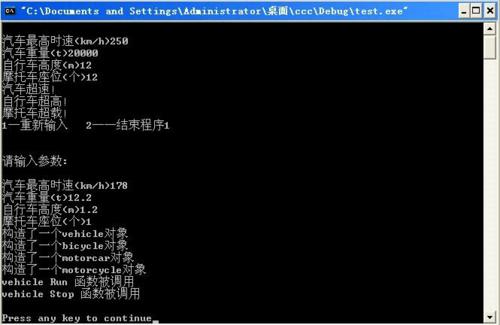 "C:\Documents and Settings\Administrator\桌面\ccc\Debug\test.exe"
汽车最高时速(km/h)250
汽车重量(t)20000
自行车高度(m)12
摩托车座位(个)12
汽车超速!
自行车超高!
摩托车超载!
1--重新输入 2----结束程序1
请输入参数:
汽车最高时速(km/h)178
汽车重量(t)12.2
自行车高度(m)1.2
摩托车座位(个)1
构造了一个vehicle对象
构造了一个bicycle对象
构造了一个motorcar对象
构造了一个motorcycle对象
vehicle Run 函数被调用
vehicle Stop 函数被调用
Press any key to continue_